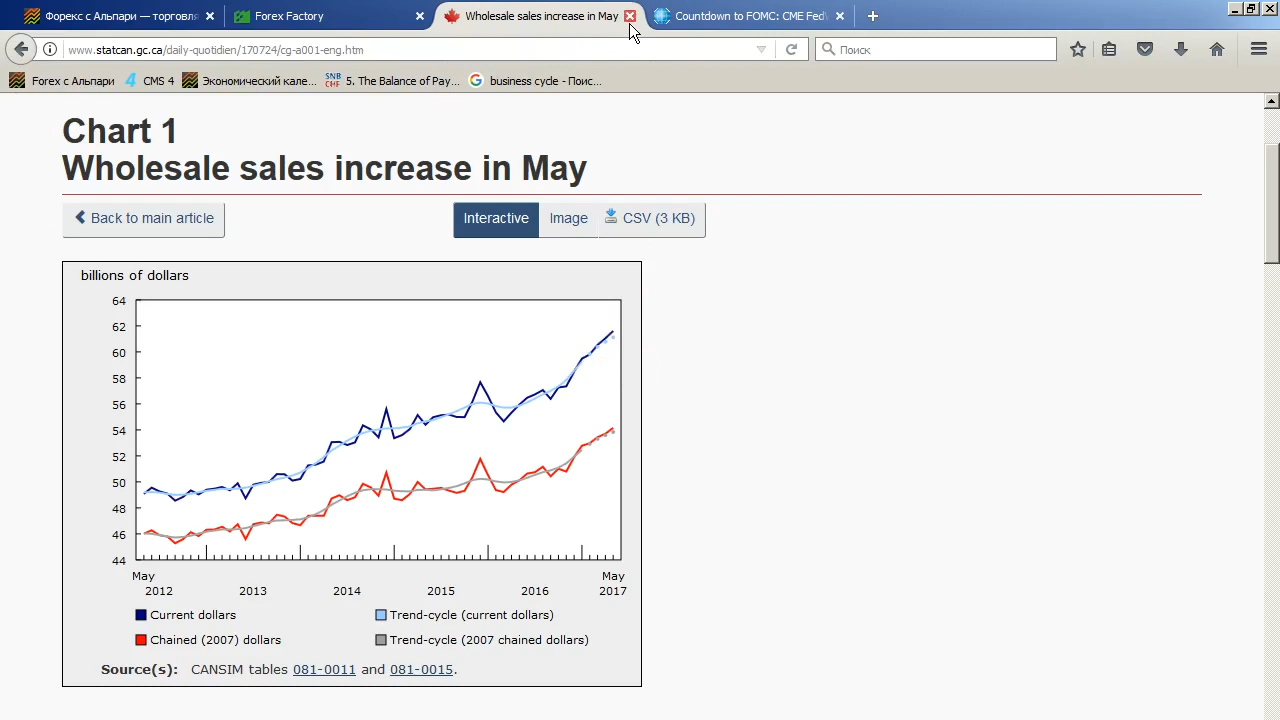 Форекс с Альпари — торговля
Forex Factory
Wholesale sales increase in May
Countdown to FOMC: CME Fed
www.statcan.gc.ca/daily-quotidien/170724/cg-a001-eng.htm
Поиск
Forex с Альпари
CMS 4
Экономический кале...
SNB CHF 5. The Balance of Pay...
business cycle - Поис...
Chart 1
Wholesale sales increase in May
Back to main article
Interactive
Image
CSV (3 KB)
billions of dollars
64
62
60
58
56
54
52
50
48
46
44
May May
2012 2013 2014 2015 2016 2017
Current dollars
Trend-cycle (current dollars)
Chained (2007) dollars
Trend-cycle (2007 chained dollars)
Source(s): CANSIM tables 081-0011 and 081-0015.